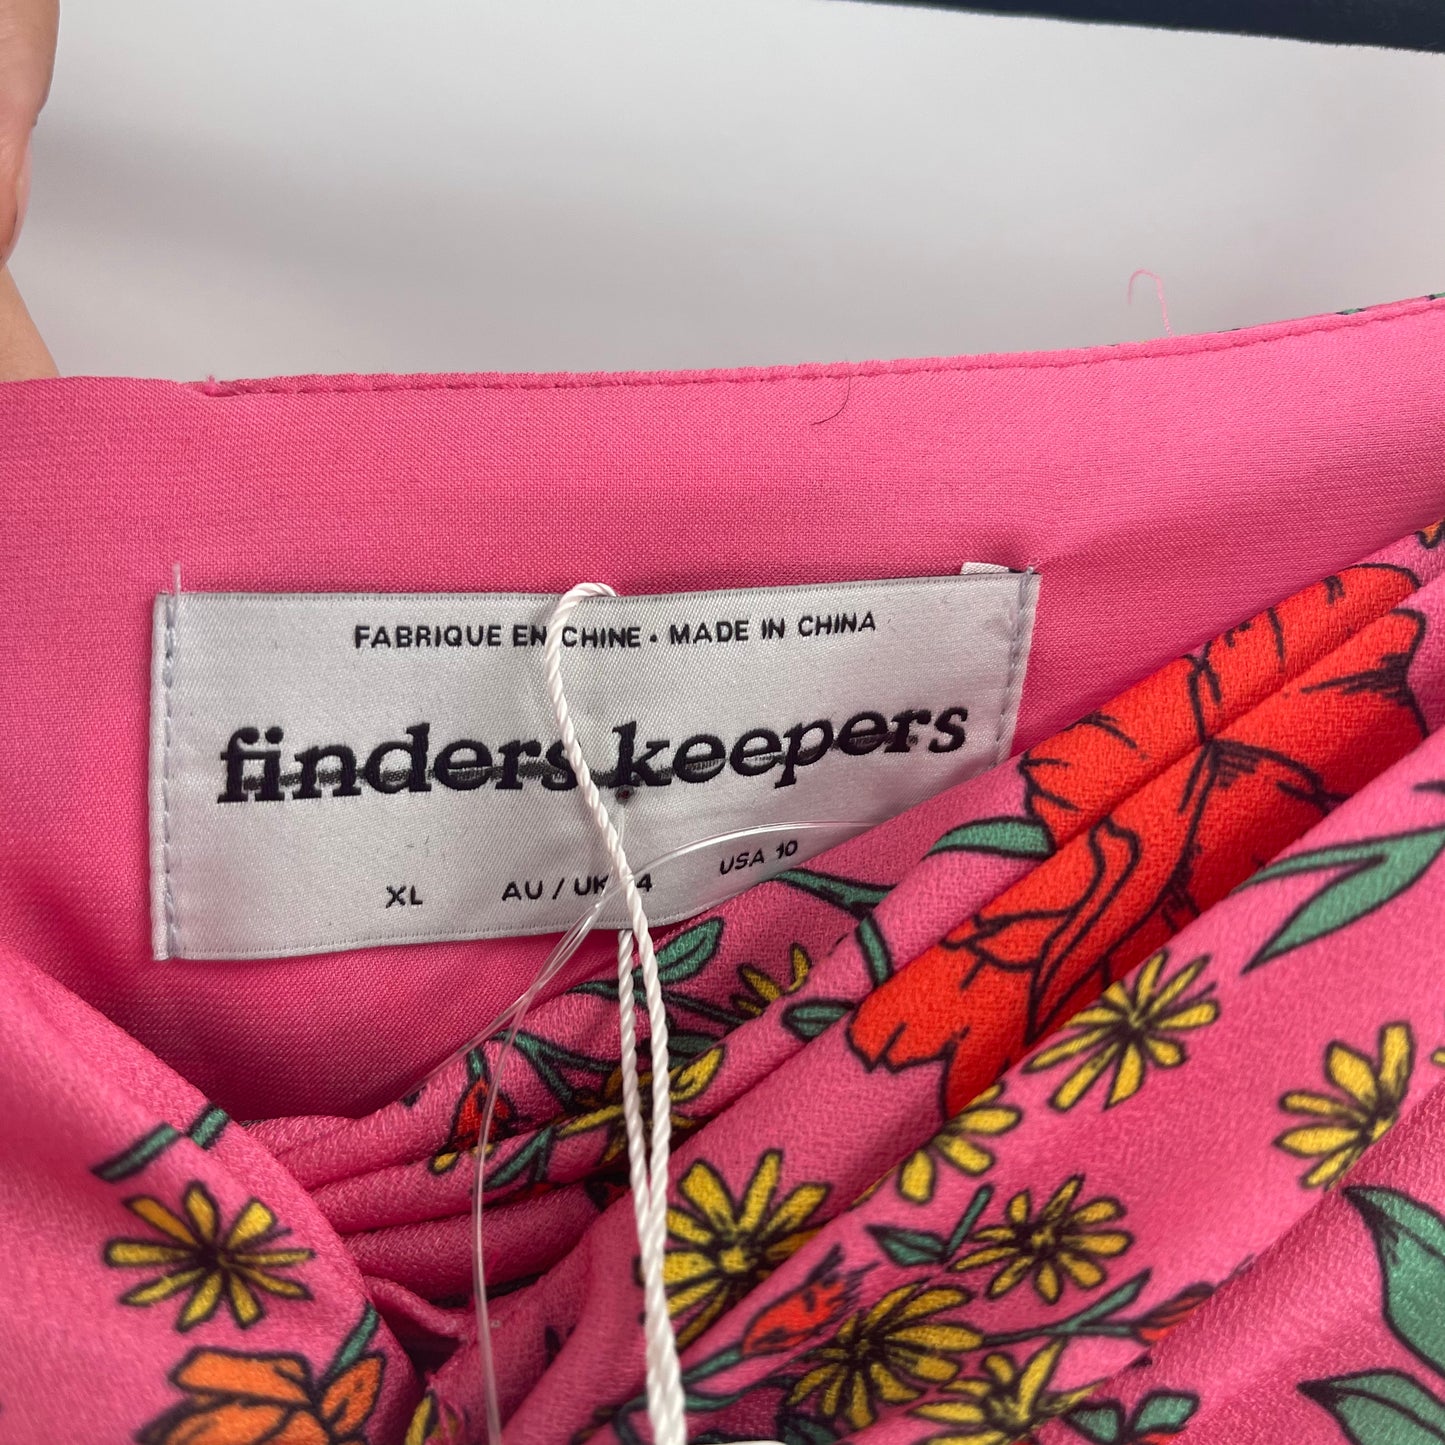 FABRIQUE EN CHINE • MADE IN CHINA
finders keepers
XL AU / UK USA 10